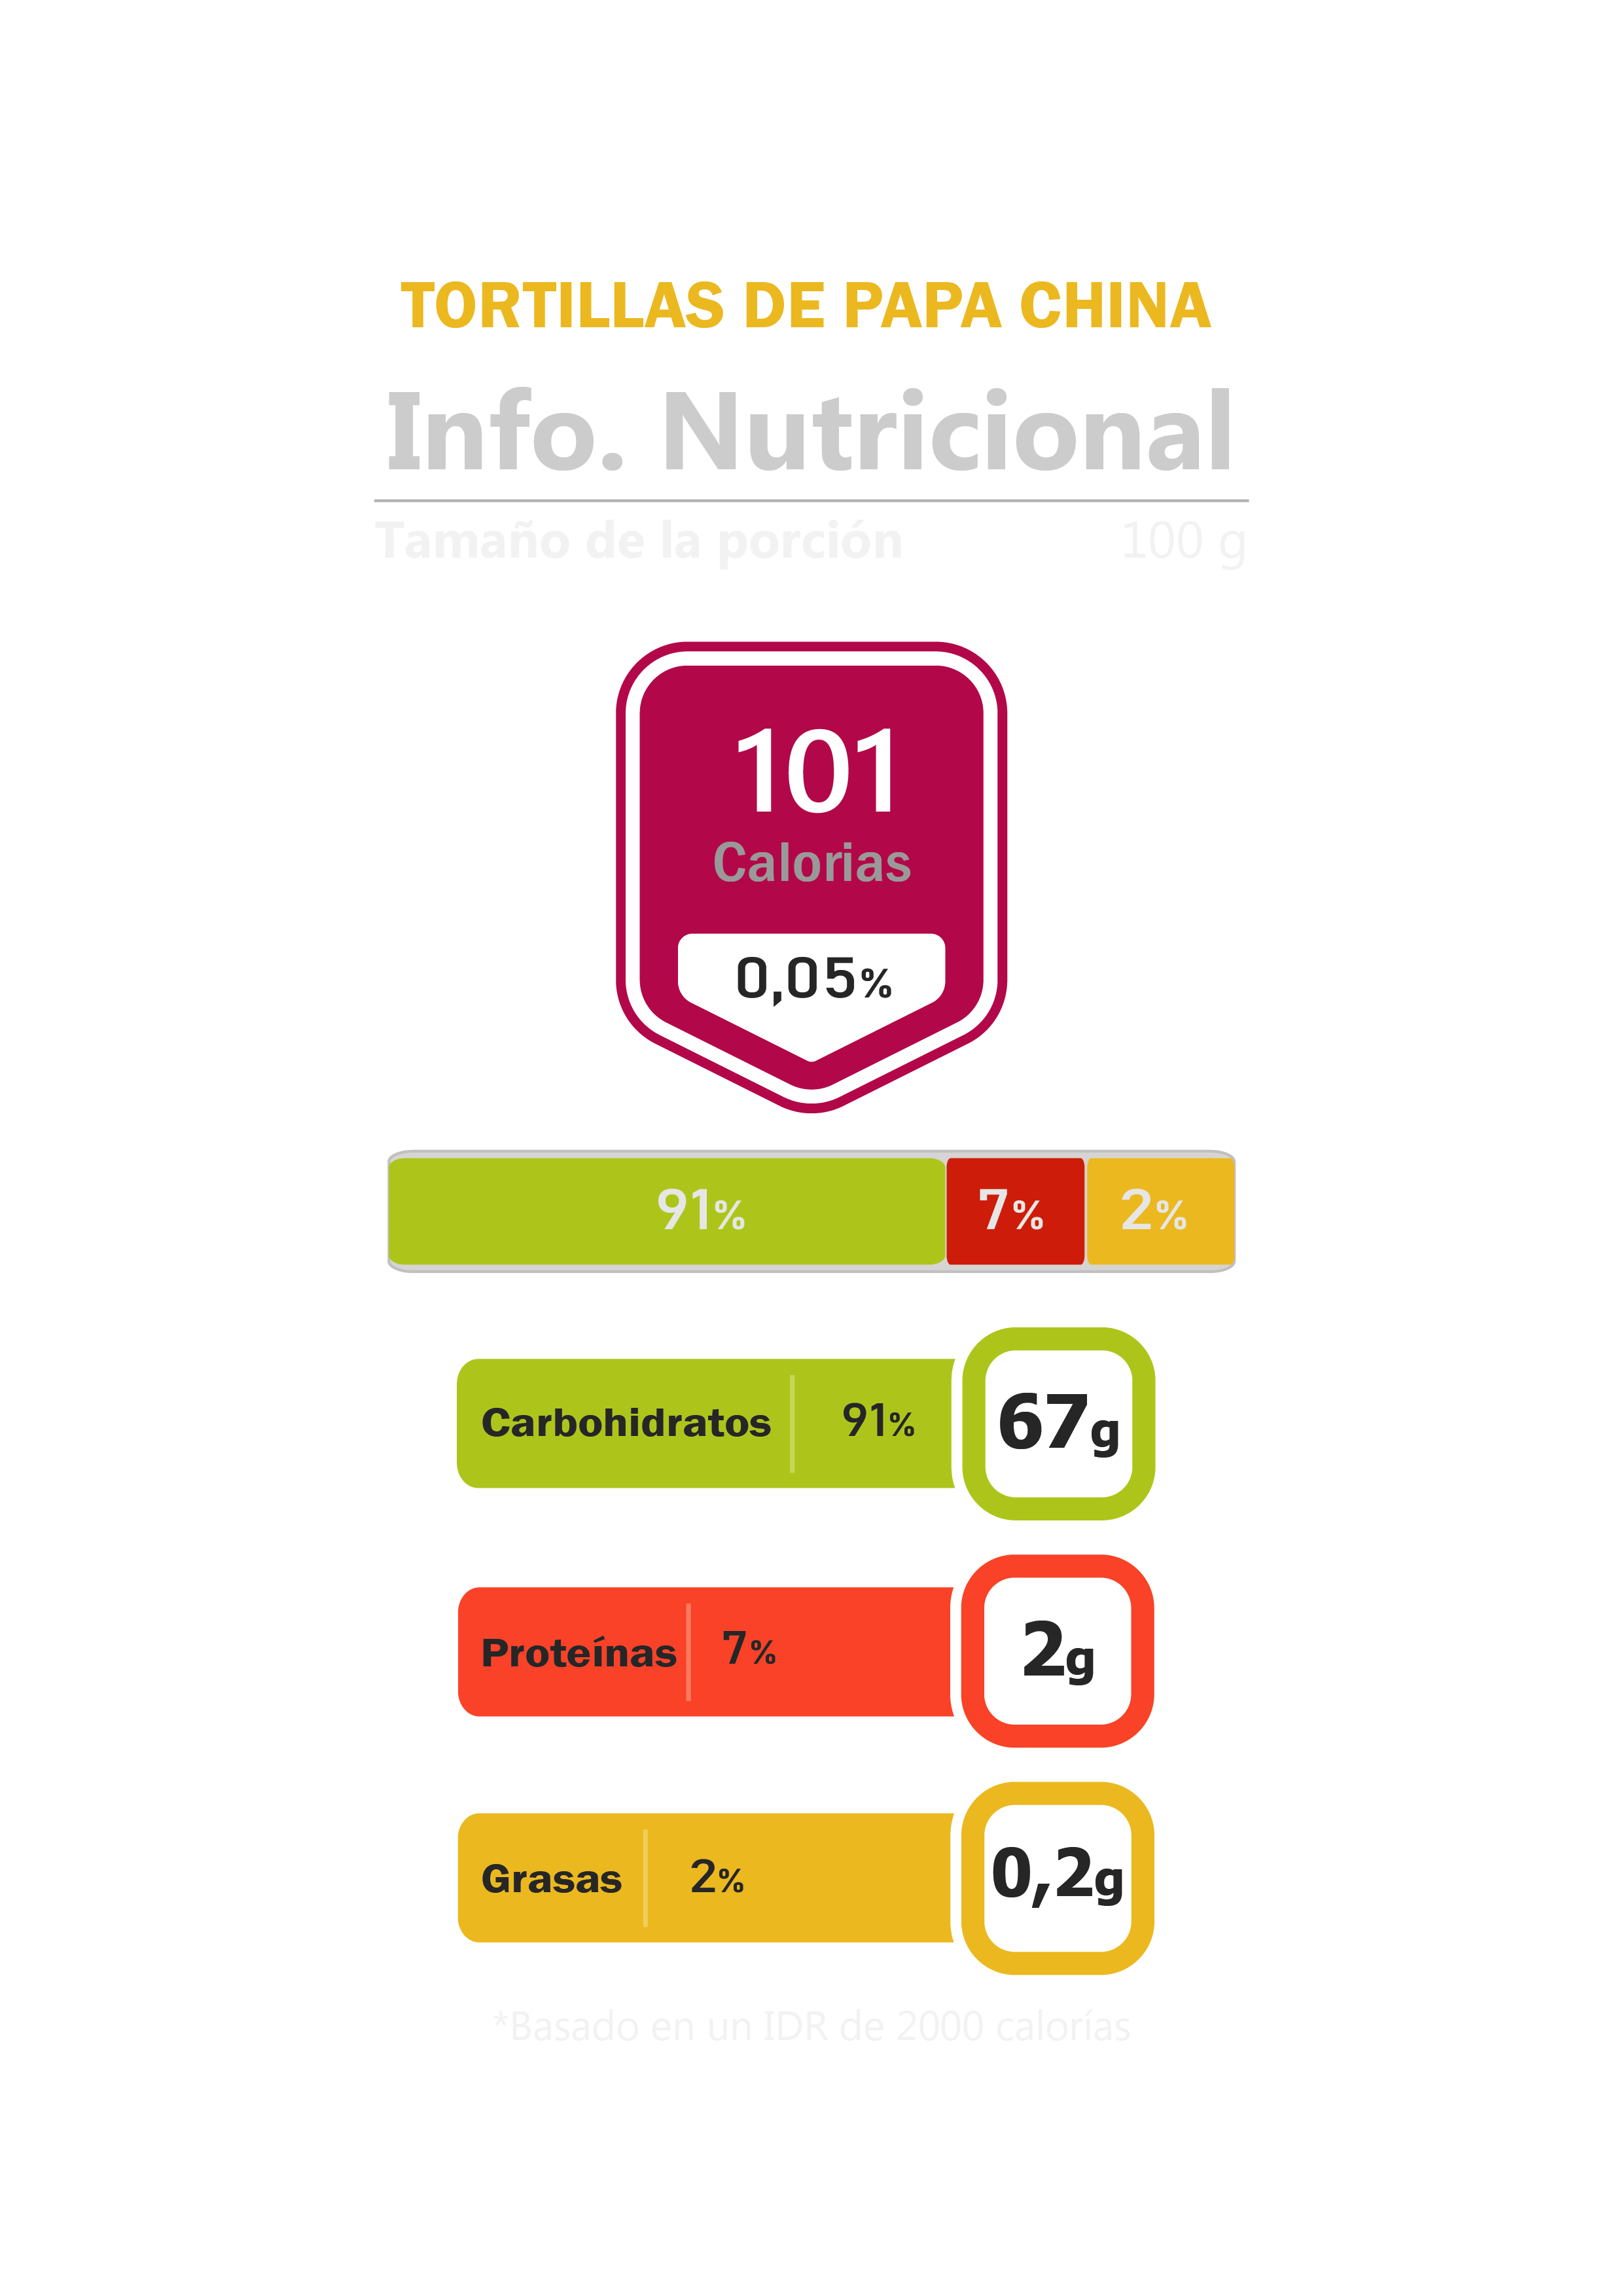 TORTILLAS DE PAPA CHINA
Info. Nutricional
Tamaño de la porción 100 g
101
Calorias
0,05%
91% 7% 2%
Carbohidratos 91% 67g
Proteínas 7% 2g
Grasas 2% 0,2g
*Basado en un IDR de 2000 calorías